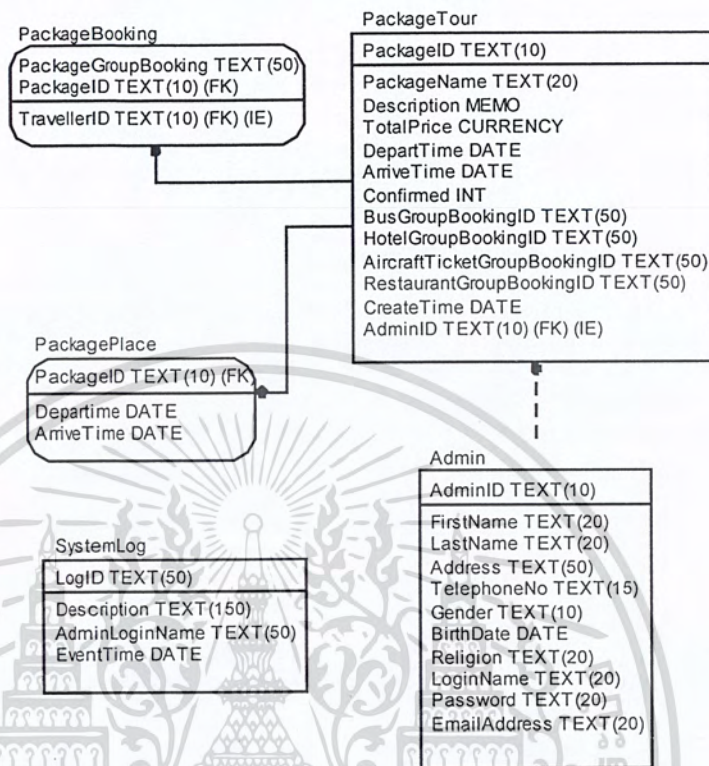 PackageBooking
PackageGroupBooking TEXT(50)
PackageID TEXT(10) (FK)
TravellerID TEXT(10) (FK) (IE)
PackageTour
PackageID TEXT(10)
PackageName TEXT(20)
Description MEMO
TotalPrice CURRENCY
DepartTime DATE
ArriveTime DATE
Confirmed INT
BusGroupBookingID TEXT(50)
HotelGroupBookingID TEXT(50)
AircraftTicketGroupBookingID TEXT(50)
RestaurantGroupBookingID TEXT(50)
CreateTime DATE
AdminID TEXT(10) (FK) (IE)
PackagePlace
PackageID TEXT(10) (FK)
Departime DATE
ArriveTime DATE
SystemLog
LogID TEXT(50)
Description TEXT(150)
AdminLoginName TEXT(50)
EventTime DATE
Admin
AdminID TEXT(10)
FirstName TEXT(20)
LastName TEXT(20)
Address TEXT(50)
TelephoneNo TEXT(15)
Gender TEXT(10)
BirthDate DATE
Religion TEXT(20)
LoginName TEXT(20)
Password TEXT(20)
EmailAddress TEXT(20)